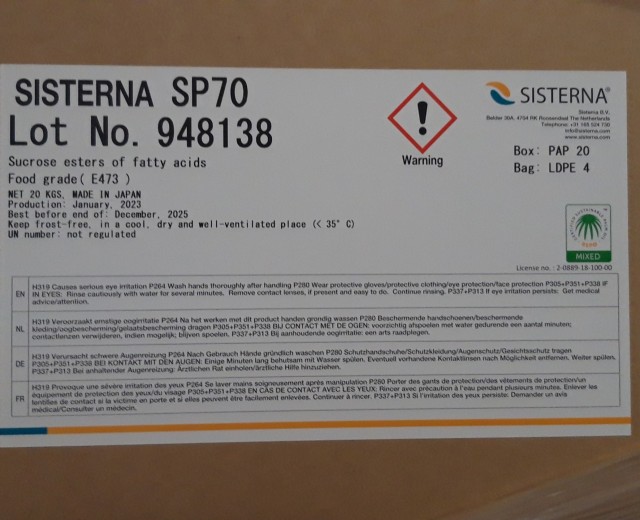 SISTERNA SP70
Lot No. 948138
Sucrose esters of fatty acids
Food grade( E473 )
NET 20 KGS, MADE IN JAPAN
Production: January, 2023
Best before end of: December, 2025
Keep frost-free, in a cool, dry and well-ventilated place (< 35° C)
UN number: not regulated
Warning
SISTERNA®
Sisterna B.V.
Belder 30A, 4704 RK Roosendaal The Netherlands
Telephone: +31 165 524 730
info@sisterna.com
www.sisterna.com
Box: PAP 20
Bag: LDPE 4
CERTIFIED SUSTAINABLE PALM OIL
RSPO
MIXED
License no. : 2-0889-18-100-00
EN
H319 Causes serious eye irritation P264 Wash hands thoroughly after handling P280 Wear protective gloves/protective clothing/eye protection/face protection P305+P351+P338 IF
IN EYES: Rinse cautiously with water for several minutes. Remove contact lenses, if present and easy to do. Continue rinsing. P337+P313 If eye irritation persists: Get medical
advice/attention.
NL
H319 Veroorzaakt ernstige oogirritatie P264 Na het werken met dit product handen grondig wassen P280 Beschermende handschoenen/beschermende
kleding/oogbescherming/gelaatsbescherming dragen P305+P351+P338 BIJ CONTACT MET DE OGEN: voorzichtig afspoelen met water gedurende een aantal minuten;
contactlenzen verwijderen, indien mogelijk; blijven spoelen. P337+P313 Bij aanhoudende oogirritatie: een arts raadplegen.
DE
H319 Verursacht schwere Augenreizung P264 Nach Gebrauch Hände gründlich waschen P280 Schutzhandschuhe/Schutzkleidung/Augenschutz/Gesichtsschutz tragen
P305+P351+P338 BEI KONTAKT MIT DEN AUGEN: Einige Minuten lang behutsam mit Wasser spülen. Eventuell vorhandene Kontaktlinsen nach Möglichkeit entfernen. Weiter spülen.
P337+P313 Bei anhaltender Augenreizung: Ärztlichen Rat einholen/ärztliche Hilfe hinzuziehen.
FR
H319 Provoque une sévère irritation des yeux P264 Se laver mains soigneusement après manipulation P280 Porter des gants de protection/des vêtements de protection/un
équipement de protection des yeux/du visage P305+P351+P338 EN CAS DE CONTACT AVEC LES YEUX: Rincer avec précaution à l'eau pendant plusieurs minutes. Enlever les
lentilles de contact si la victime en porte et si elles peuvent être facilement enlevées. Continuer à rincer. P337+P313 Si l'irritation des yeux persiste: Demander un avis
médical/Consulter un médecin.